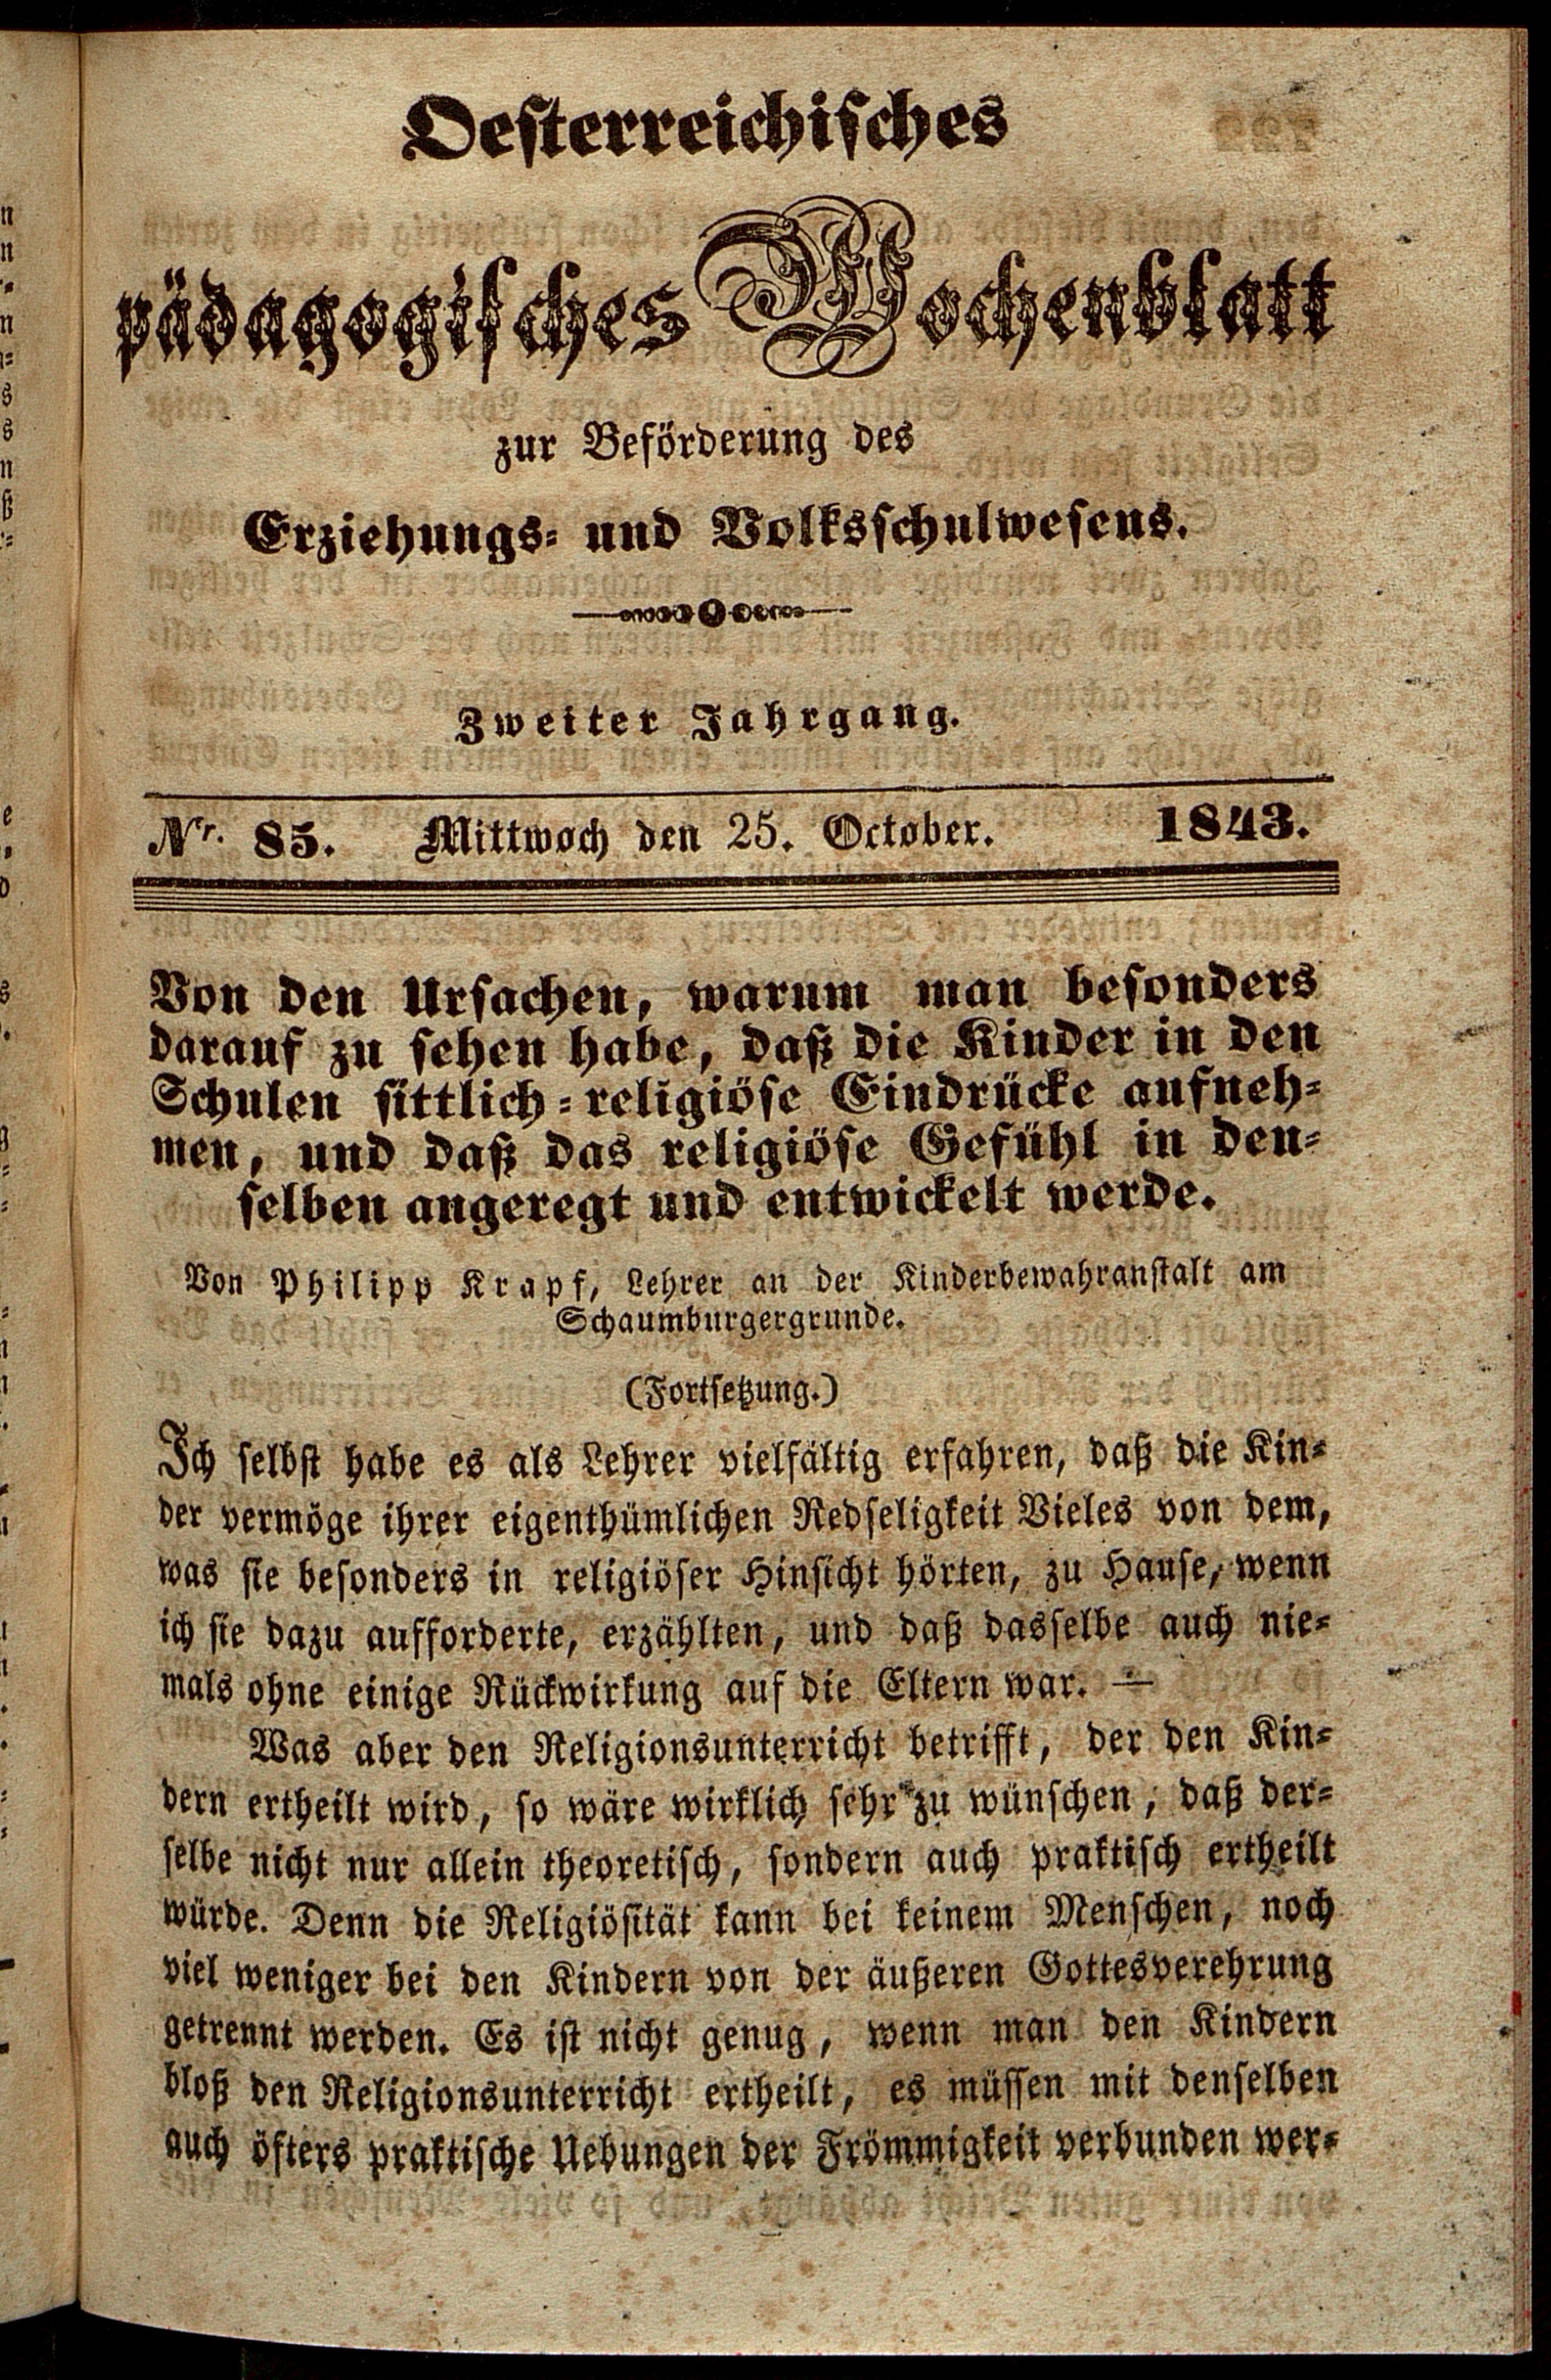 Oesterreichisches
pädagogisches Wochenblatt
zur Beförderung des
Erziehungs= und Volksschulwesens.
Zweiter Jahrgang.
Nr. 85. Mittwoch den 25. October. 1843.
Von den Ursachen, warum man besonders
darauf zu sehen habe, daß die Kinder in den
Schulen sittlich=religiöse Eindrücke aufneh=
men, und daß das religiöse Gefühl in den=
selben angeregt und entwickelt werde.
Von Philipp Krapf, Lehrer an der Kinderbewahranstalt am
Schaumburgergrunde.
(Fortsetzung.)
Ich selbst habe es als Lehrer vielfältig erfahren, daß die Kin=
der vermöge ihrer eigenthümlichen Redseligkeit Vieles von dem,
was sie besonders in religiöser Hinsicht hörten, zu Hause, wenn
ich sie dazu aufforderte, erzählten, und daß dasselbe auch nie=
mals ohne einige Rückwirkung auf die Eltern war. —
Was aber den Religionsunterricht betrifft, der den Kin=
dern ertheilt wird, so wäre wirklich sehr zu wünschen, daß der=
selbe nicht nur allein theoretisch, sondern auch praktisch ertheilt
würde. Denn die Religiösität kann bei keinem Menschen, noch
viel weniger bei den Kindern von der äußeren Gottesverehrung
getrennt werden. Es ist nicht genug, wenn man den Kindern
bloß den Religionsunterricht ertheilt, es müssen mit denselben
auch öfters praktische Uebungen der Frömmigkeit verbunden wer=